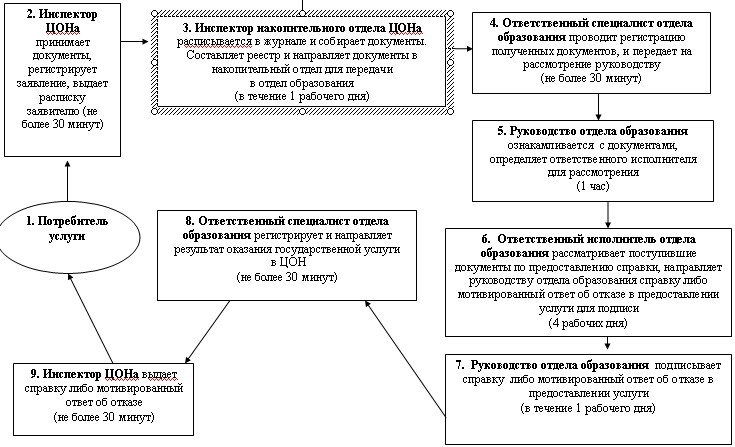 2. Инспектор
ЦОНа
принимает
документы,
регистрирует
заявление, выдает
расписку
заявителю (не
более 30 минут)
3. Инспектор накопительного отдела ЦОНа
расписывается в журнале и собирает документы.
Составляет реестр и направляет документы в
накопительный отдел для передачи
в отдел образования
(в течение 1 рабочего дня)
4. Ответственный специалист отдела
образования проводит регистрацию
полученных документов, и передает на
рассмотрение руководству
(не более 30 минут)
5. Руководство отдела образования
ознакамливается с документами,
определяет ответственного исполнителя
для рассмотрения
(1 час)
6. Ответственный исполнитель отдела
образования рассматривает поступившие
документы по предоставлению справки, направляет
руководству отдела образования справку либо
мотивированный ответ об отказе в предоставлении
услуги для подписи
(4 рабочих дня)
7. Руководство отдела образования подписывает
справку либо мотивированный ответ об отказе в
предоставлении услуги
(в течение 1 рабочего дня)
8. Ответственный специалист отдела
образования регистрирует и направляет
результат оказания государственной услуги
в ЦОН
(не более 30 минут)
9. Инспектор ЦОНа выдает
справку либо мотивированный
ответ об отказе
(не более 30 минут)
1. Потребитель
услуги